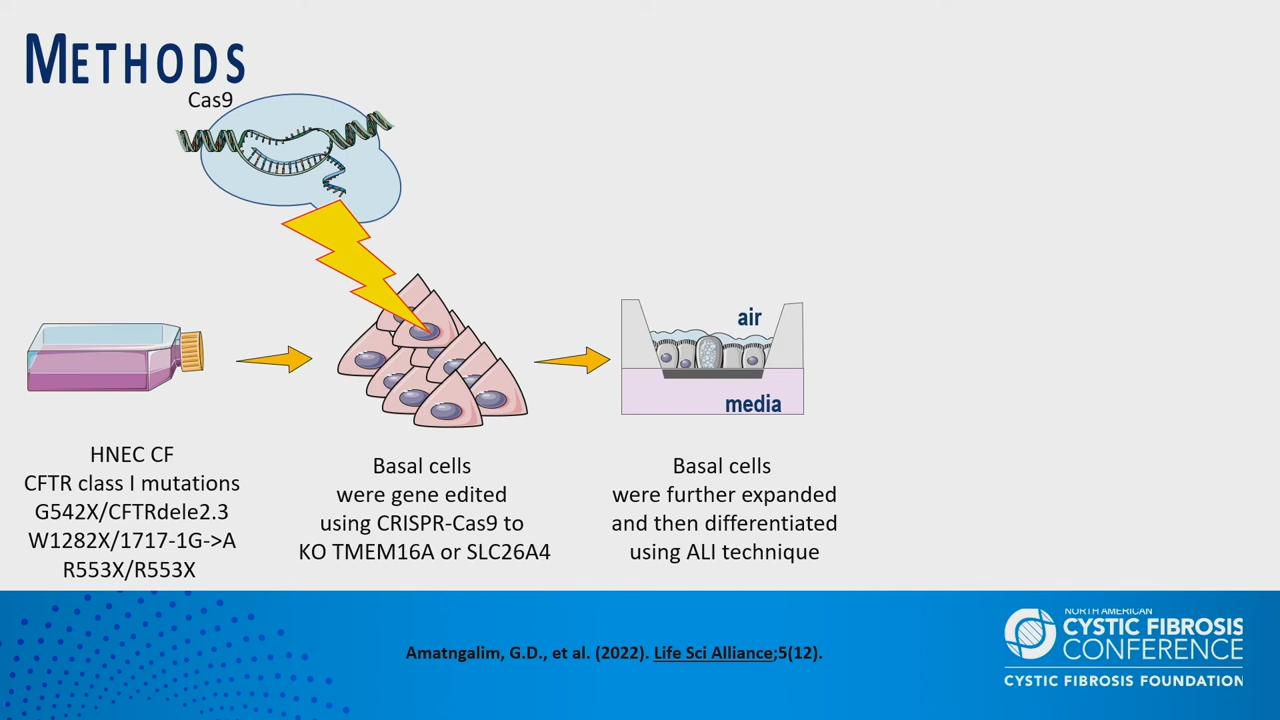 METHODS
Cas9
air
media
HNEC CF
CFTR class I mutations
G542X/CFTRdele2.3
W1282X/1717-1G->A
R553X/R553X
Basal cells
were gene edited
using CRISPR-Cas9 to
KO TMEM16A or SLC26A4
Basal cells
were further expanded
and then differentiated
using ALI technique
Amatngalim, G.D., et al. (2022). Life Sci Alliance;5(12).
NORTH AMERICAN
CYSTIC FIBROSIS
CONFERENCE
CYSTIC FIBROSIS FOUNDATION